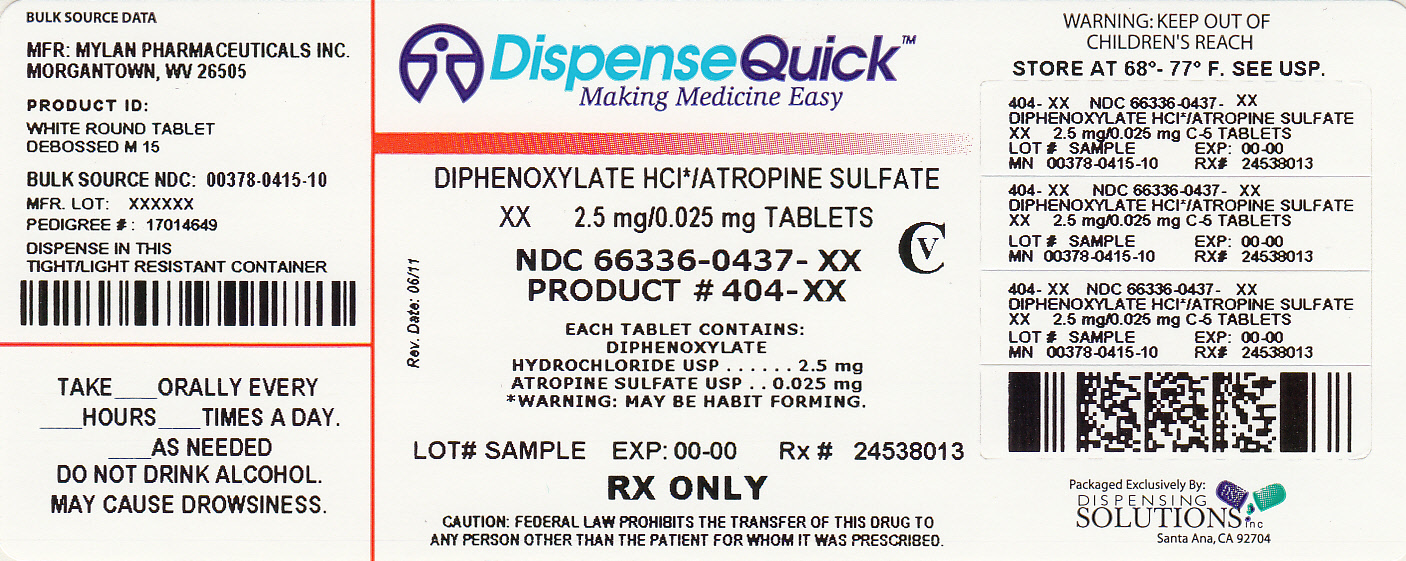 BULK SOURCE DATA
MFR: MYLAN PHARMACEUTICALS INC.
MORGANTOWN, WV 26505
PRODUCT ID:
WHITE ROUND TABLET
DEBOSSED M 15
BULK SOURCE NDC: 00378-0415-10
MFR. LOT: XXXXXX
PEDIGREE #: 17014649
DISPENSE IN THIS
TIGHT/LIGHT RESISTANT CONTAINER
TAKE___ORALLY EVERY
___HOURS___TIMES A DAY.
___AS NEEDED
DO NOT DRINK ALCOHOL.
MAY CAUSE DROWSINESS.
DispenseQuick™
Making Medicine Easy
DIPHENOXYLATE HCl*/ATROPINE SULFATE
XX 2.5 mg/0.025 mg TABLETS
CV
NDC 66336-0437- XX
PRODUCT # 404-XX
Rev. Date: 06/11
EACH TABLET CONTAINS:
DIPHENOXYLATE
HYDROCHLORIDE USP . . . . . . 2.5 mg
ATROPINE SULFATE USP . . 0.025 mg
*WARNING: MAY BE HABIT FORMING.
LOT# SAMPLE EXP: 00-00 Rx # 24538013
RX ONLY
CAUTION: FEDERAL LAW PROHIBITS THE TRANSFER OF THIS DRUG TO
ANY PERSON OTHER THAN THE PATIENT FOR WHOM IT WAS PRESCRIBED.
WARNING: KEEP OUT OF
CHILDREN'S REACH
STORE AT 68°- 77° F. SEE USP.
404- XX NDC 66336-0437- XX
DIPHENOXYLATE HCl*/ATROPINE SULFATE
XX 2.5 mg/0.025 mg C-5 TABLETS
LOT # SAMPLE EXP: 00-00
MN 00378-0415-10 RX# 24538013
404- XX NDC 66336-0437- XX
DIPHENOXYLATE HCl*/ATROPINE SULFATE
XX 2.5 mg/0.025 mg C-5 TABLETS
LOT # SAMPLE EXP: 00-00
MN 00378-0415-10 RX# 24538013
404- XX NDC 66336-0437- XX
DIPHENOXYLATE HCl*/ATROPINE SULFATE
XX 2.5 mg/0.025 mg C-5 TABLETS
LOT # SAMPLE EXP: 00-00
MN 00378-0415-10 RX# 24538013
Packaged Exclusively By:
DISPENSING
SOLUTIONS inc
Santa Ana, CA 92704